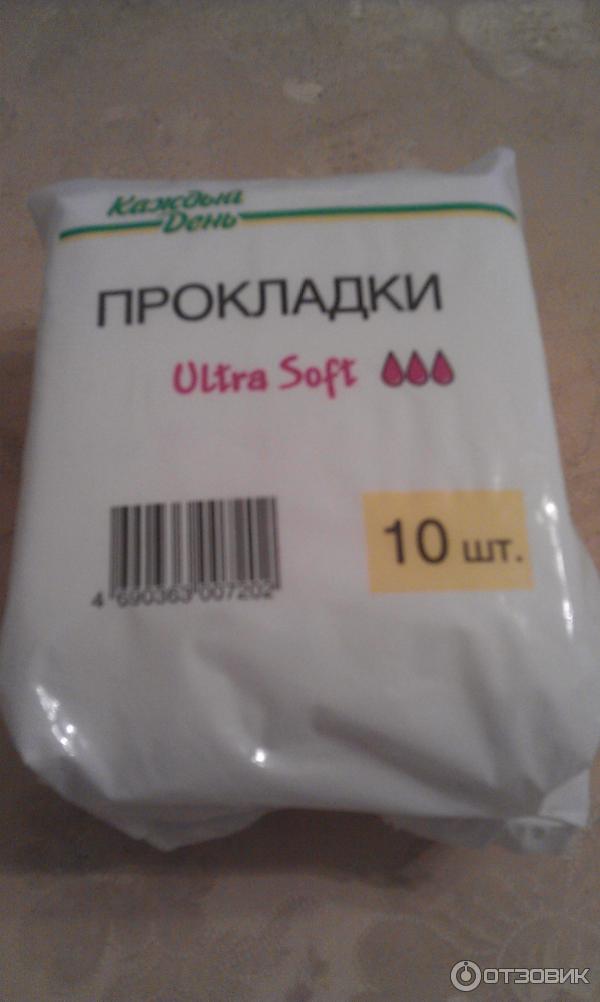 Каждый
День
ПРОКЛАДКИ
Ultra Soft
10 шт.
4 690363 007202
ОТЗОВИК